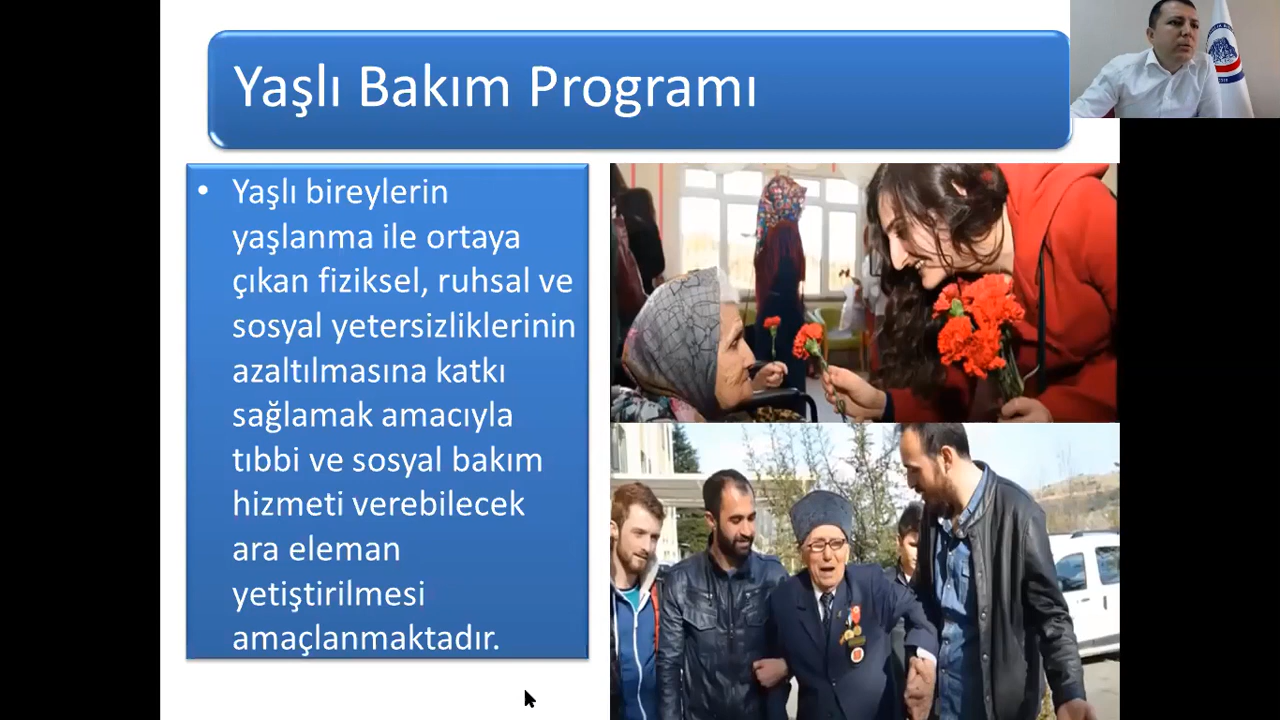 Yaşlı Bakım Programı
• Yaşlı bireylerin
yaşlanma ile ortaya
çıkan fiziksel, ruhsal ve
sosyal yetersizliklerinin
azaltılmasına katkı
sağlamak amacıyla
tıbbi ve sosyal bakım
hizmeti verebilecek
ara eleman
yetiştirilmesi
amaçlanmaktadır.